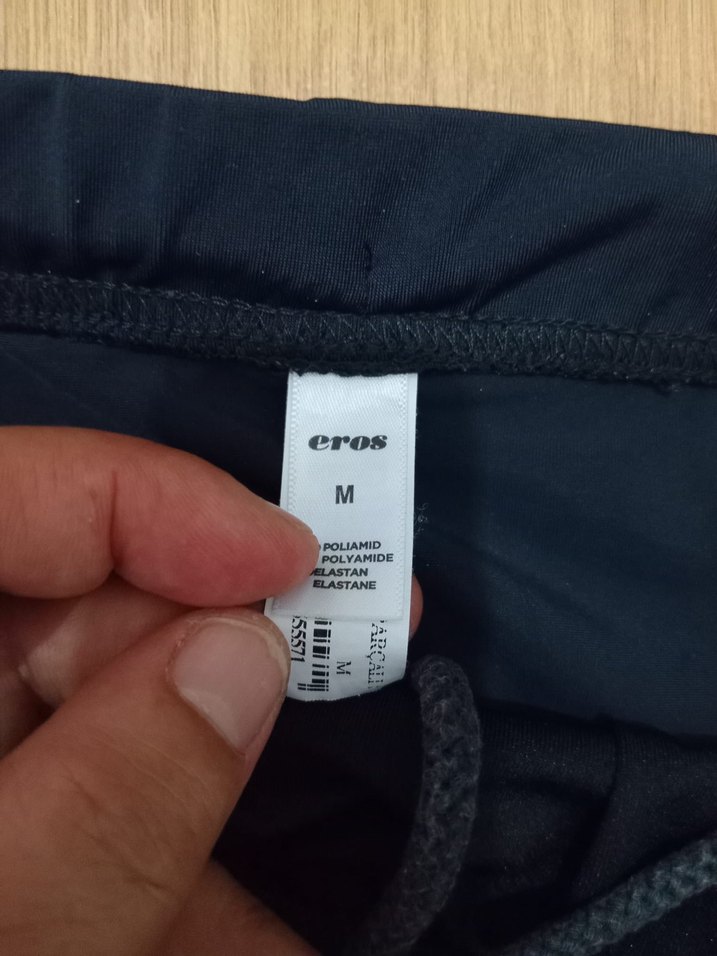 eros
M
POLIAMID
POLYAMIDE
ELASTAN
ELASTANE
M